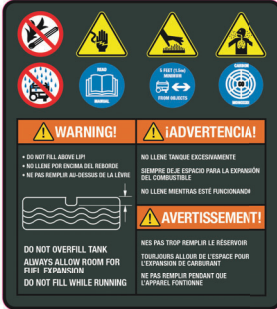 READ
MANUAL
5 FEET (1.5m)
MINIMUM
FROM OBJECTS
CARBON
MONOXIDE
WARNING!
• DO NOT FILL ABOVE LIP!
• NO LLENE POR ENCIMA DEL REBORDE
• NE PAS REMPLIR AU-DESSUS DE LA LÈVRE
DO NOT OVERFILL TANK
ALWAYS ALLOW ROOM FOR
FUEL EXPANSION
DO NOT FILL WHILE RUNNING
¡ADVERTENCIA!
NO LLENE TANQUE EXCESIVAMENTE
SIEMPRE DEJE ESPACIO PARA LA EXPANSIÓN
DEL COMBUSTIBLE
NO LLENE MIENTRAS ESTÉ FUNCIONANDO
AVERTISSEMENT!
NES PAS TROP REMPLIR LE RÉSERVOIR
TOURJOURS ALLOUR DE L'ESPACE POUR
L'EXPANSION DE CARBURANT
NE PAS REMPLIR PENDANT QUE
L'APPAREL FONTIONNE